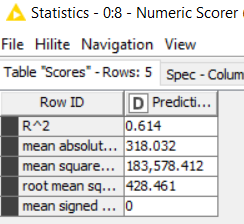 Statistics - 0:8 - Numeric Scorer (
File Hilite Navigation View
Table "Scores" - Rows: 5 Spec - Colum
Row ID D Predicti...
R^2 0.614
mean absolut... 318.032
mean square... 183,578.412
root mean sq... 428.461
mean signed ... 0